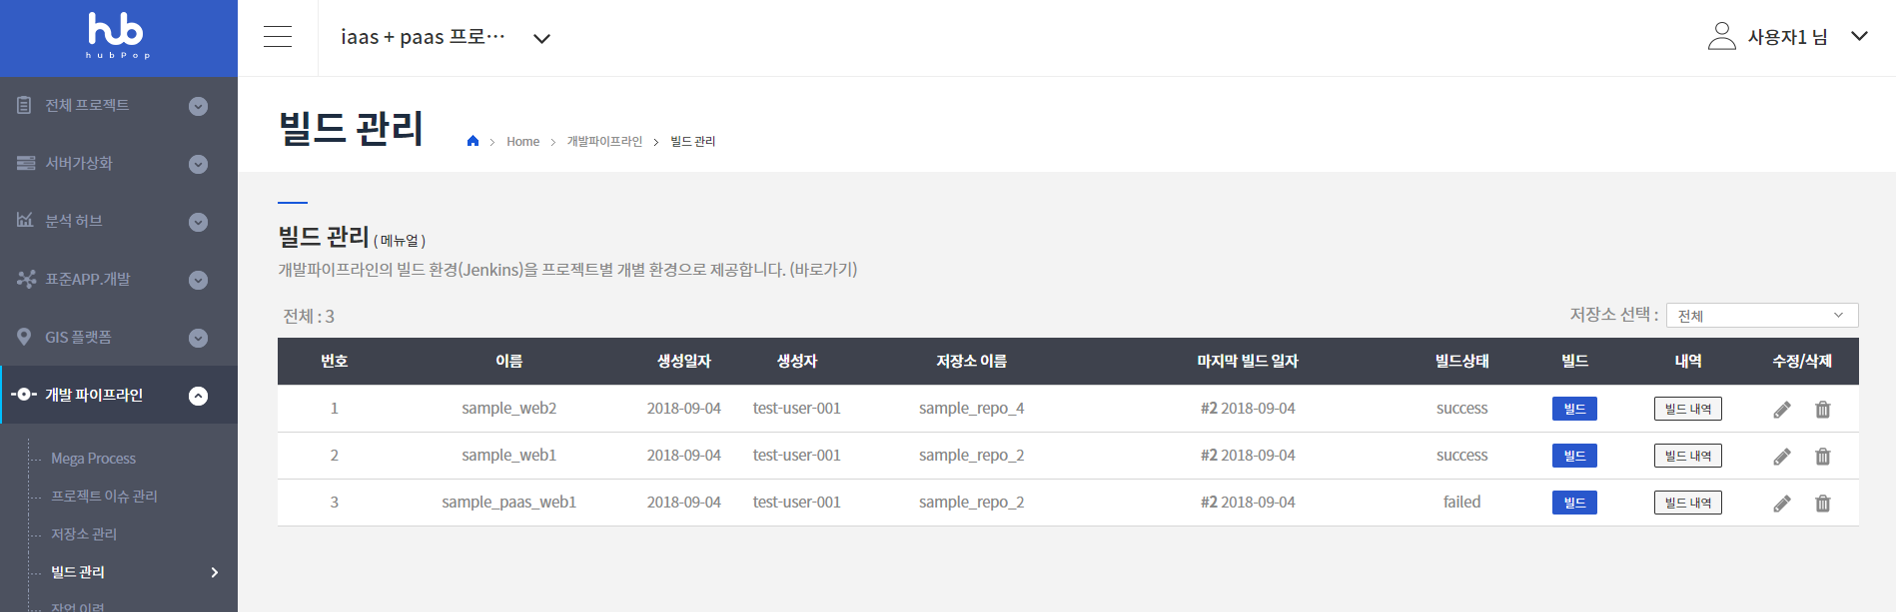 hub
hubPop
iaas + paas 프로···
사용자1 님
전체 프로젝트
서버가상화
분석 허브
표준APP.개발
GIS 플랫폼
개발 파이프라인
Mega Process
프로젝트 이슈 관리
저장소 관리
빌드 관리
작업 이력
빌드 관리
> Home > 개발파이프라인 > 빌드 관리
빌드 관리 ( 메뉴얼 )
개발파이프라인의 빌드 환경(Jenkins)을 프로젝트별 개별 환경으로 제공합니다. (바로가기)
전체 : 3
저장소 선택 : 전체
번호 이름 생성일자 생성자 저장소 이름 마지막 빌드 일자 빌드상태 빌드 내역 수정/삭제
1 sample_web2 2018-09-04 test-user-001 sample_repo_4 #2 2018-09-04 success 빌드 빌드 내역
2 sample_web1 2018-09-04 test-user-001 sample_repo_2 #2 2018-09-04 success 빌드 빌드 내역
3 sample_paas_web1 2018-09-04 test-user-001 sample_repo_2 #2 2018-09-04 failed 빌드 빌드 내역